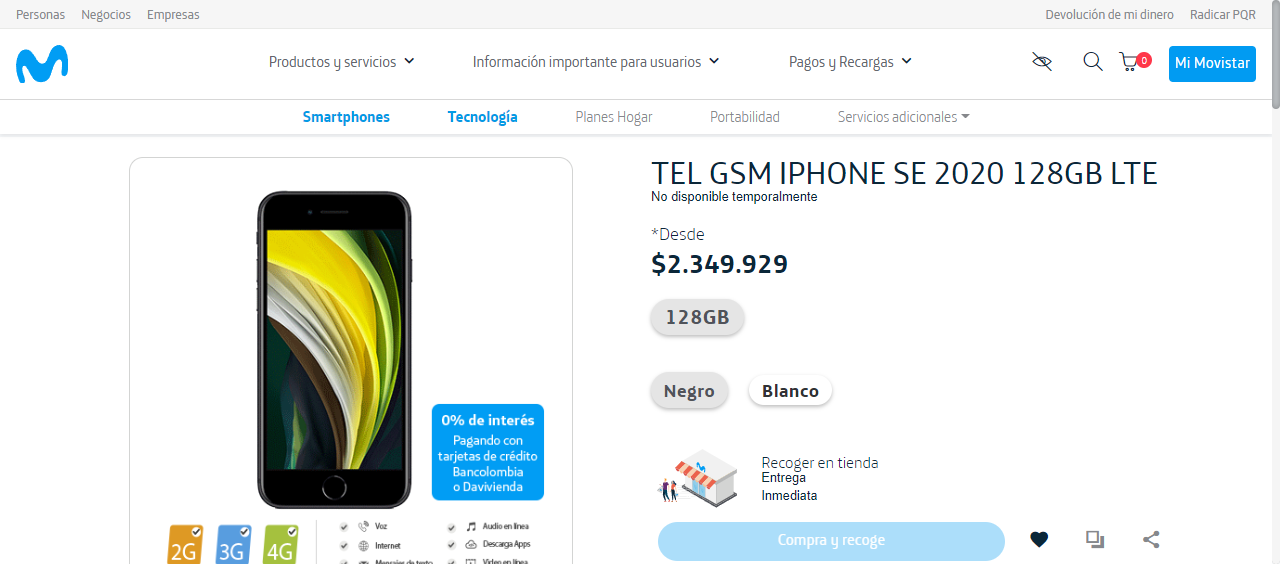 Personas Negocios Empresas Devolución de mi dinero Radicar PQR
Productos y servicios Información importante para usuarios Pagos y Recargas 0 Mi Movistar
Smartphones Tecnología Planes Hogar Portabilidad Servicios adicionales
TEL GSM IPHONE SE 2020 128GB LTE
No disponible temporalmente
*Desde
$2.349.929
128GB
Negro Blanco
0% de interés
Pagando con
tarjetas de crédito
Bancolombia
o Davivienda
Recoger en tienda
Entrega
Inmediata
Compra y recoge
2G 3G 4G
Voz
Internet
Mensajes de texto
Audio en línea
Descarga Apps
Video en línea